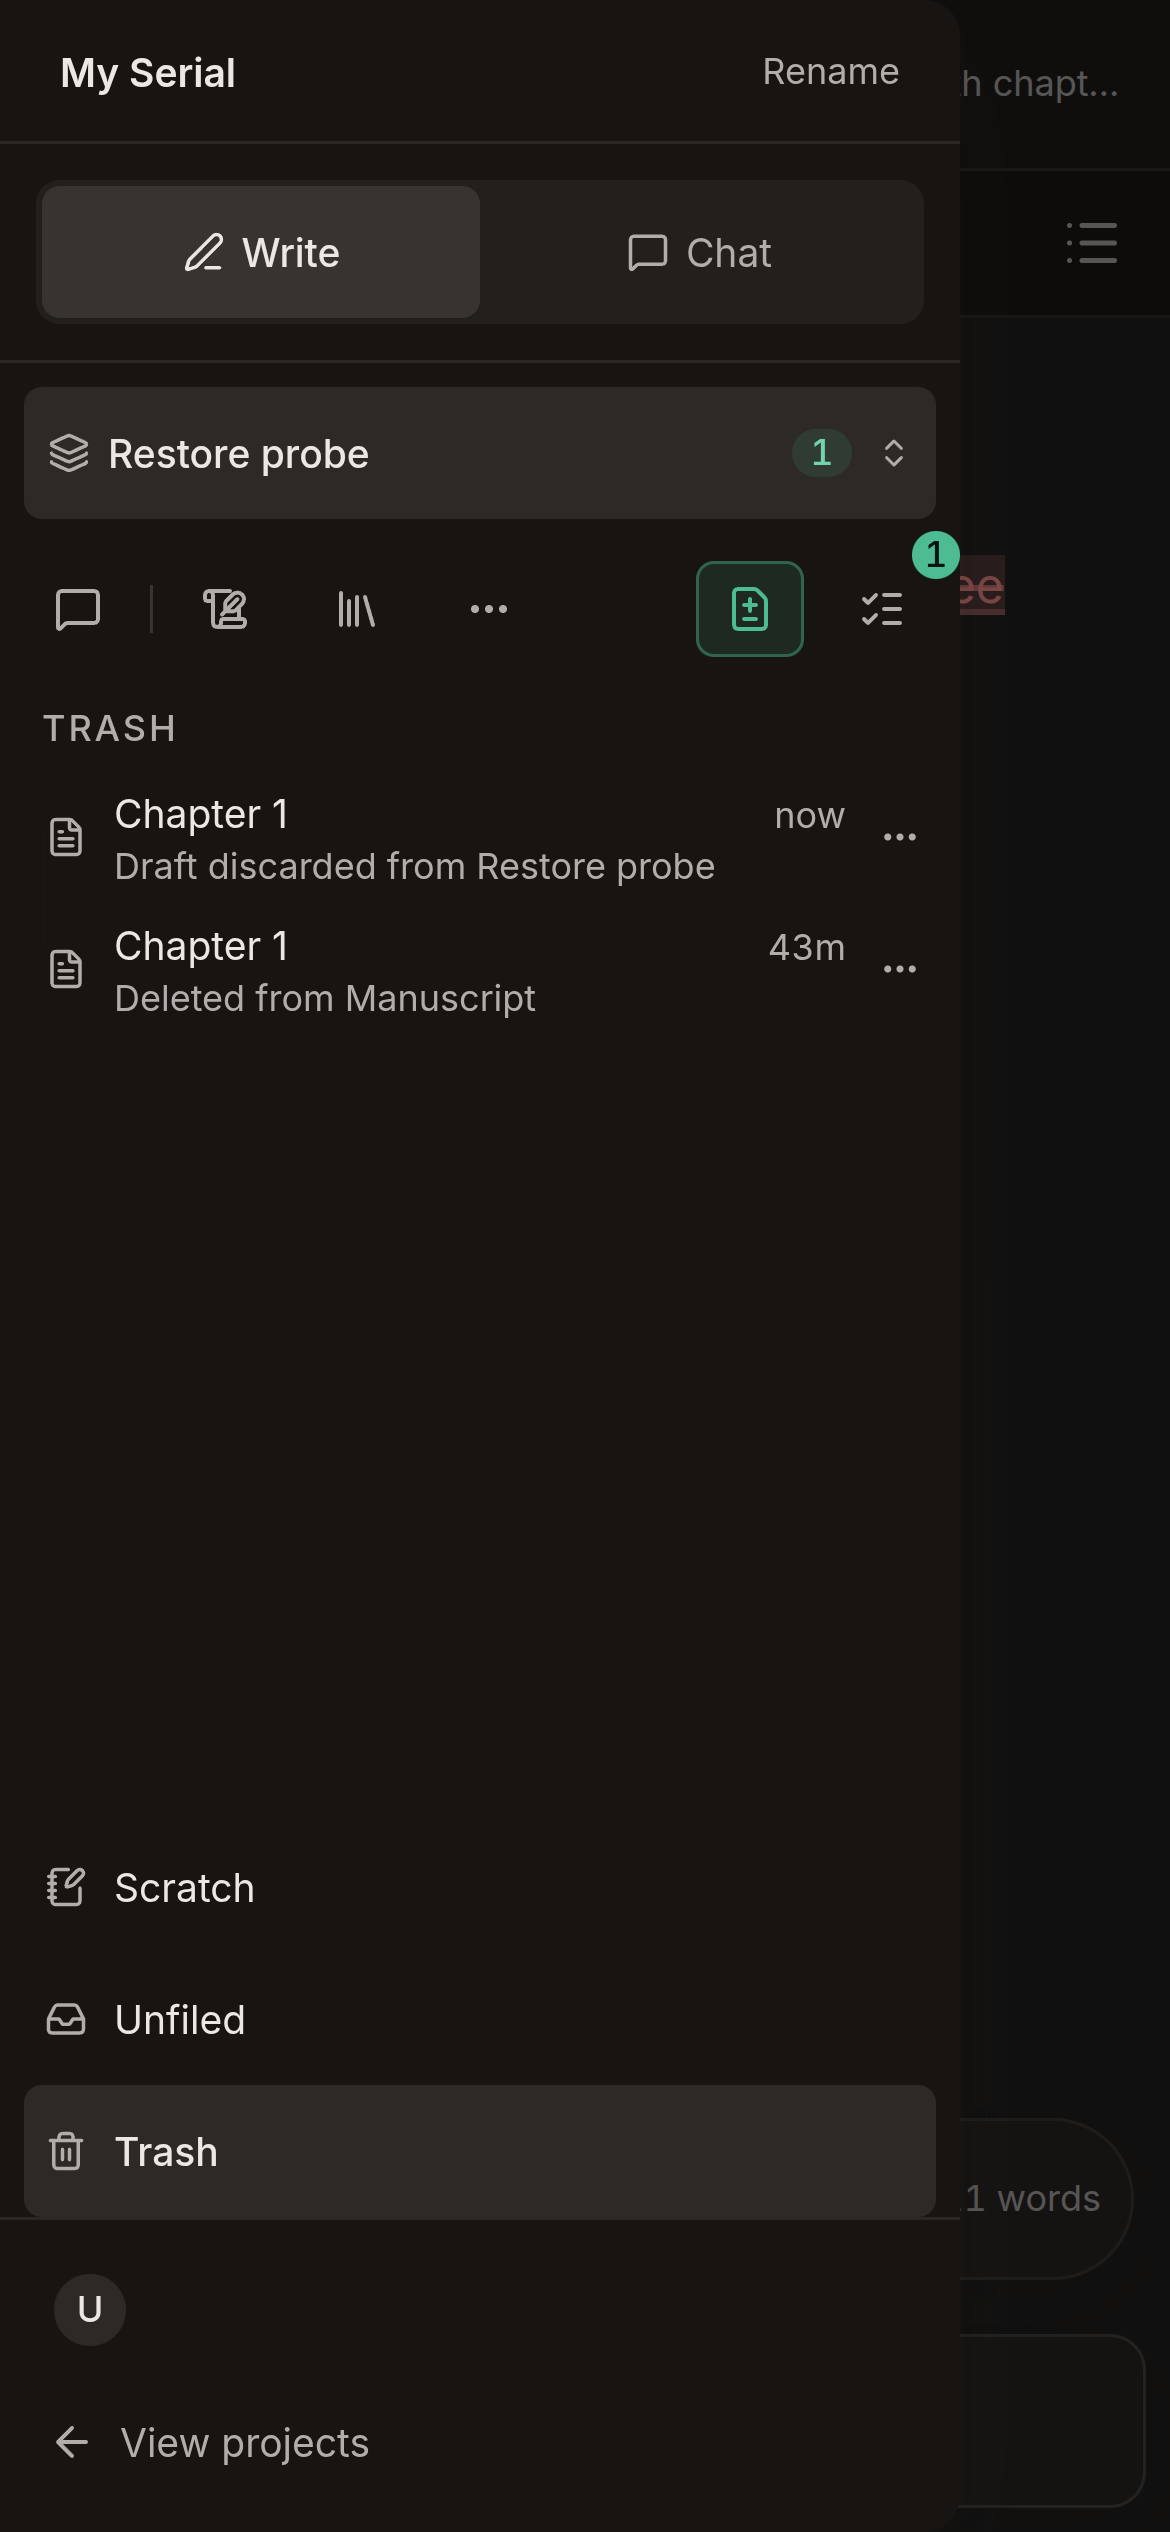 My Serial
Rename
h chapt...
Write
Chat
Restore probe
1
1
ee
TRASH
Chapter 1
now
Draft discarded from Restore probe
Chapter 1
43m
Deleted from Manuscript
Scratch
Unfiled
Trash
1 words
U
View projects